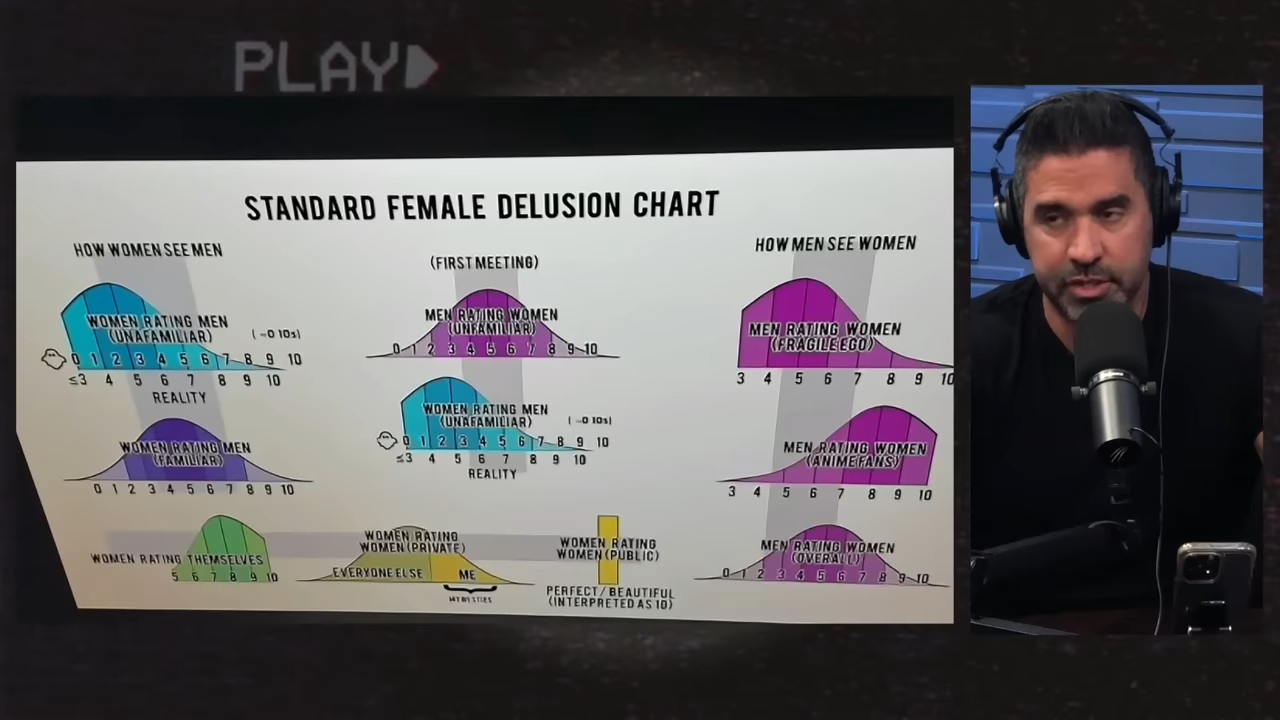 PLAY
STANDARD FEMALE DELUSION CHART
HOW WOMEN SEE MEN
WOMEN RATING MEN
(UNAFAMILIAR)
(-0 10s)
0 1 2 3 4 5 6 7 8 9 10
≤3 4 5 6 7 8 9 10
REALITY
WOMEN RATING MEN
(FAMILIAR)
0 1 2 3 4 5 6 7 8 9 10
(FIRST MEETING)
MEN RATING WOMEN
(UNFAMILIAR)
0 1 2 3 4 5 6 7 8 9 10
WOMEN RATING MEN
(UNAFAMILIAR)
(-0 10s)
0 1 2 3 4 5 6 7 8 9 10
≤3 4 5 6 7 8 9 10
REALITY
HOW MEN SEE WOMEN
MEN RATING WOMEN
(FRAGILE EGO)
3 4 5 6 7 8 9 10
MEN RATING WOMEN
(ANIME FANS)
3 4 5 6 7 8 9 10
WOMEN RATING THEMSELVES
5 6 7 8 9 10
WOMEN RATING
WOMEN (PRIVATE)
EVERYONE ELSE ME
WOMEN RATING
WOMEN (PUBLIC)
PERFECT / BEAUTIFUL
(INTERPRETED AS 10)
MEN RATING WOMEN
(OVERALL)
0 1 2 3 4 5 6 7 8 9 10